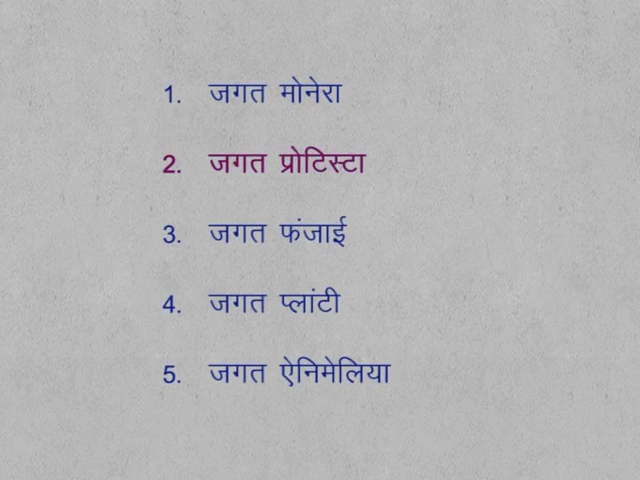 1. जगत मोनेरा
2. जगत प्रोटिस्टा
3. जगत फंजाई
4. जगत प्लांटी
5. जगत ऐनिमेलिया